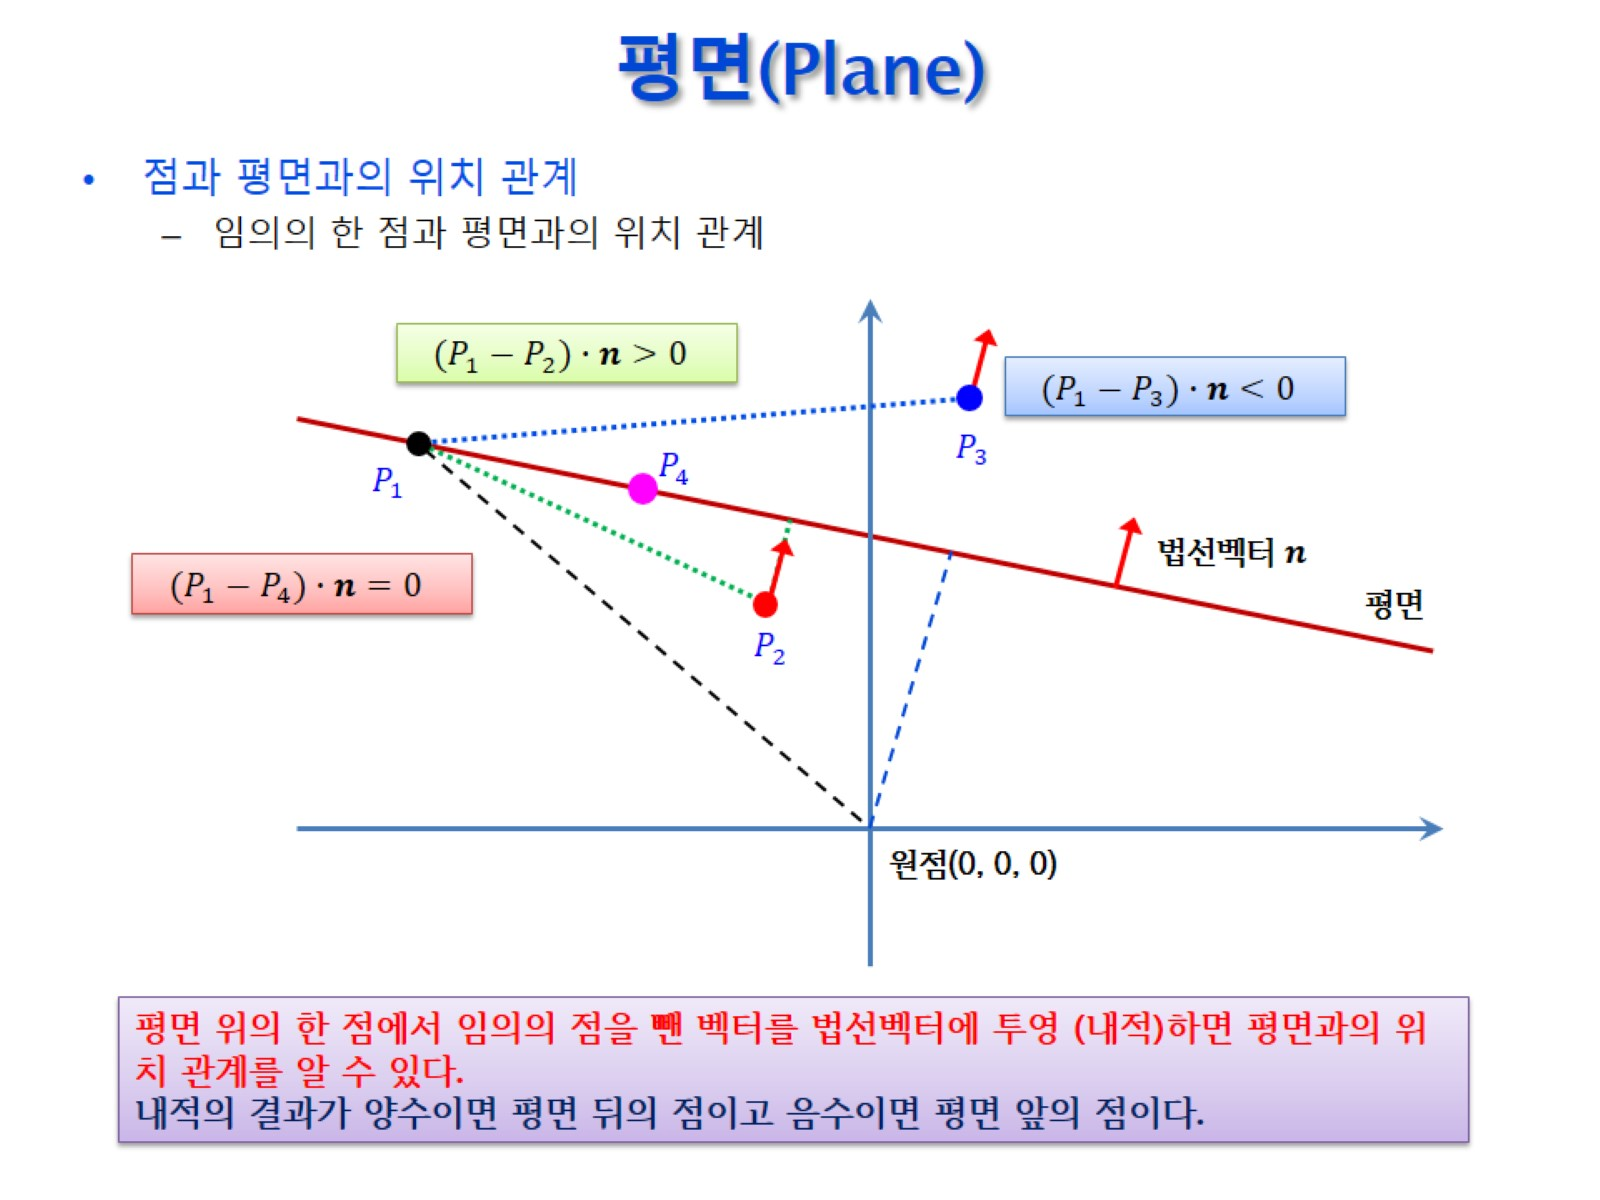 평면(Plane)
• 점과 평면과의 위치 관계
– 임의의 한 점과 평면과의 위치 관계
(P₁ − P₂) · n > 0
(P₁ − P₃) · n < 0
P₃
P₄
P₁
법선벡터 n
(P₁ − P₄) · n = 0
평면
P₂
원점(0, 0, 0)
평면 위의 한 점에서 임의의 점을 뺀 벡터를 법선벡터에 투영 (내적)하면 평면과의 위
치 관계를 알 수 있다.
내적의 결과가 양수이면 평면 뒤의 점이고 음수이면 평면 앞의 점이다.